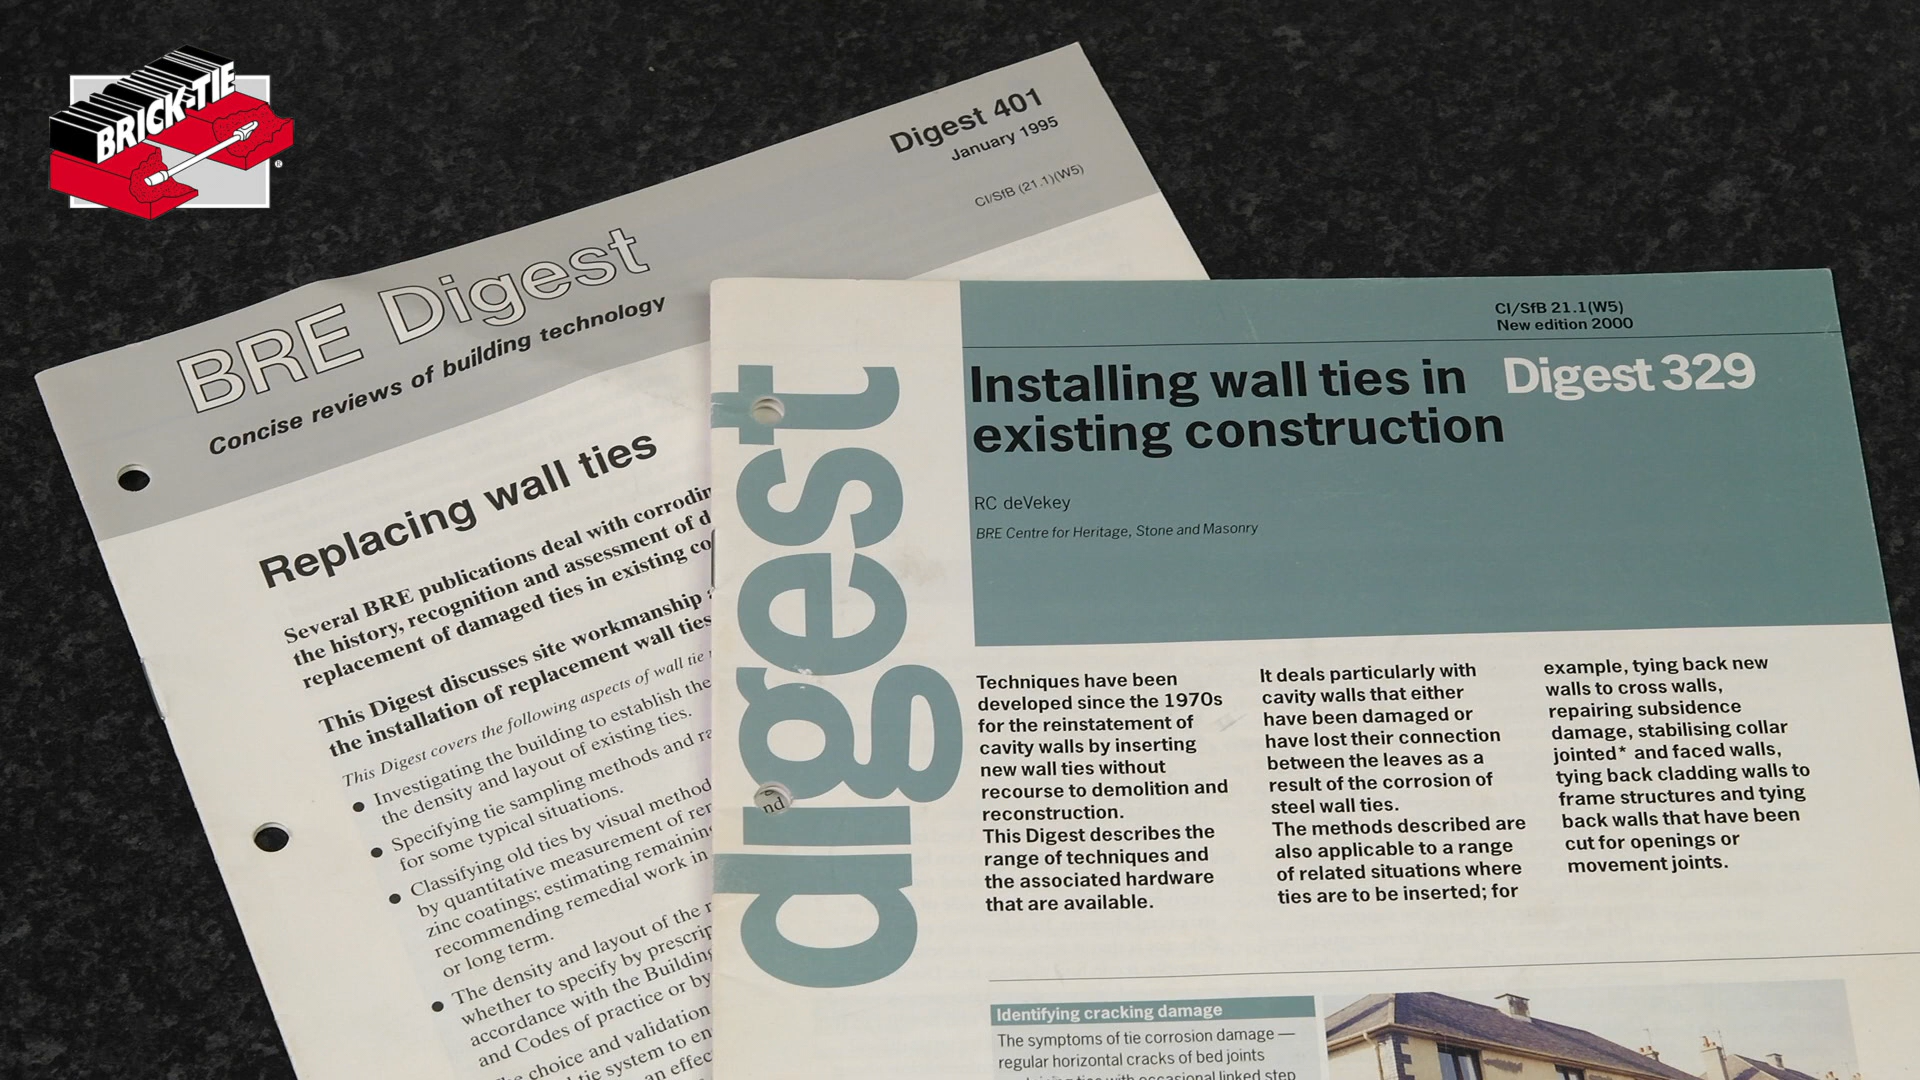 BRICK-TIE
®
Digest 401
January 1995
CI/SfB (21.1)(W5)
BRE Digest
Concise reviews of building technology
Replacing wall ties
Several BRE publications deal with
the history, recognition and assessment of
replacement of damaged ties in existing
This Digest discusses site workmanship
the installation of replacement wall ties
This Digest covers the following aspects of wall tie
• Investigating the building to establish the
the density and layout of existing ties.
• Specifying tie sampling methods and
for some typical situations.
• Classifying old ties by visual
by quantitative measurement of
zinc coatings; estimating
recommending remedial work in
or long term.
• The density and layout of the
whether to specify by
accordance with the
and Codes of practice or by
choice and validation
tie system to
an
digest
CI/SfB 21.1(W5)
New edition 2000
Installing wall ties in
existing construction
Digest 329
RC deVekey
BRE Centre for Heritage, Stone and Masonry
Techniques have been
developed since the 1970s
for the reinstatement of
cavity walls by inserting
new wall ties without
recourse to demolition and
reconstruction.
This Digest describes the
range of techniques and
the associated hardware
that are available.
It deals particularly with
cavity walls that either
have been damaged or
have lost their connection
between the leaves as a
result of the corrosion of
steel wall ties.
The methods described are
also applicable to a range
of related situations where
ties are to be inserted; for
example, tying back new
walls to cross walls,
repairing subsidence
damage, stabilising collar
jointed* and faced walls,
tying back cladding walls to
frame structures and tying
back walls that have been
cut for openings or
movement joints.
Identifying cracking damage
The symptoms of tie corrosion damage —
regular horizontal cracks of bed joints
with occasional linked step